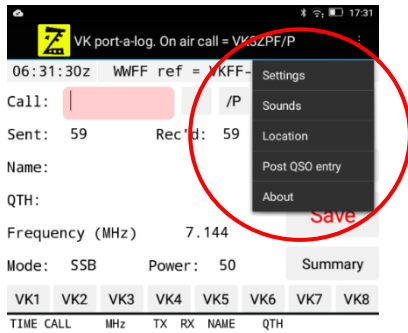 17:31
VK port-a-log. On air call = VK3ZPF/P
06:31:30z WWFF ref = VKFF-
Settings
Call: /P
Sounds
Sent: 59 Rec'd: 59
Location
Name:
Post QSO entry
QTH:
About
Save
Frequency (MHz) 7.144
Mode: SSB Power: 50 Summary
VK1 VK2 VK3 VK4 VK5 VK6 VK7 VK8
TIME CALL MHz TX RX NAME QTH